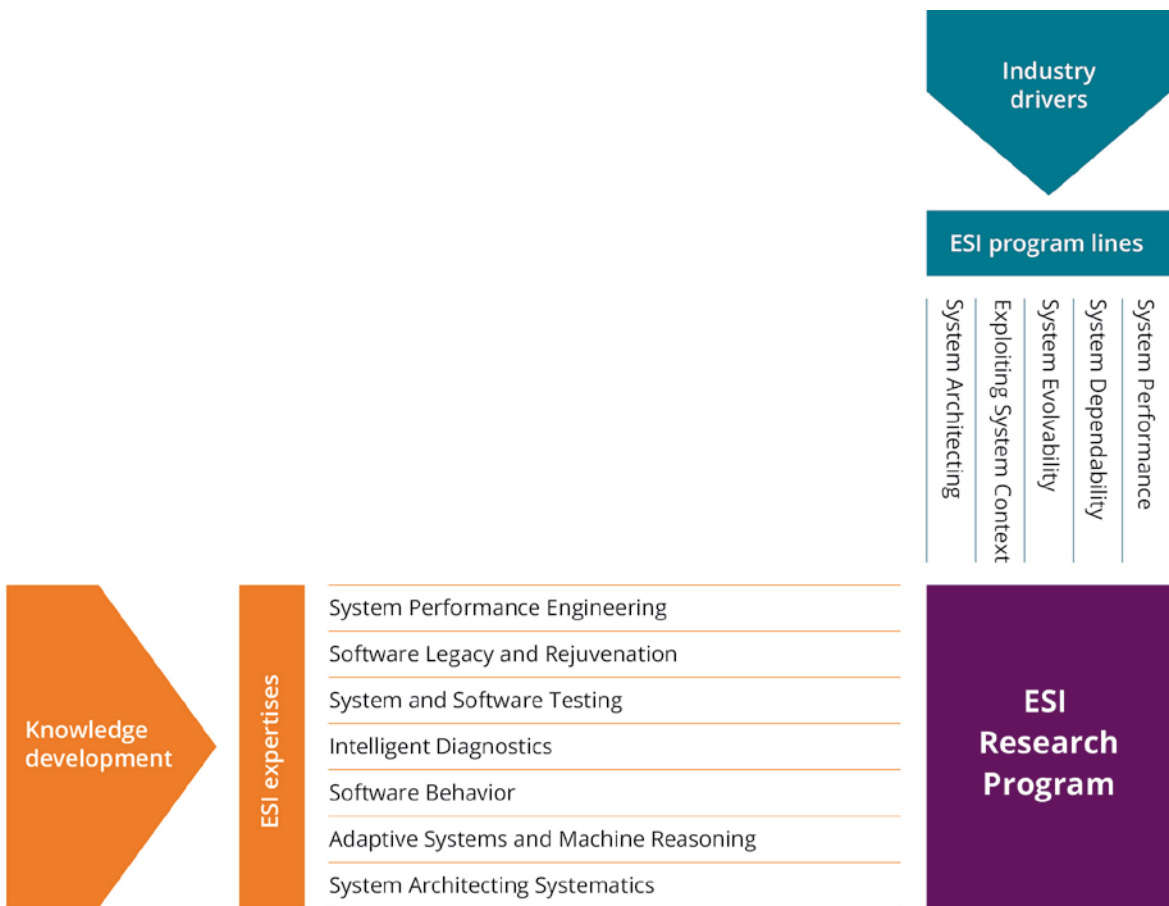 Industry
drivers
ESI program lines
System Architecting
Exploiting System Context
System Evolvability
System Dependability
System Performance
Knowledge
development
ESI expertises
System Performance Engineering
Software Legacy and Rejuvenation
System and Software Testing
Intelligent Diagnostics
Software Behavior
Adaptive Systems and Machine Reasoning
System Architecting Systematics
ESI
Research
Program